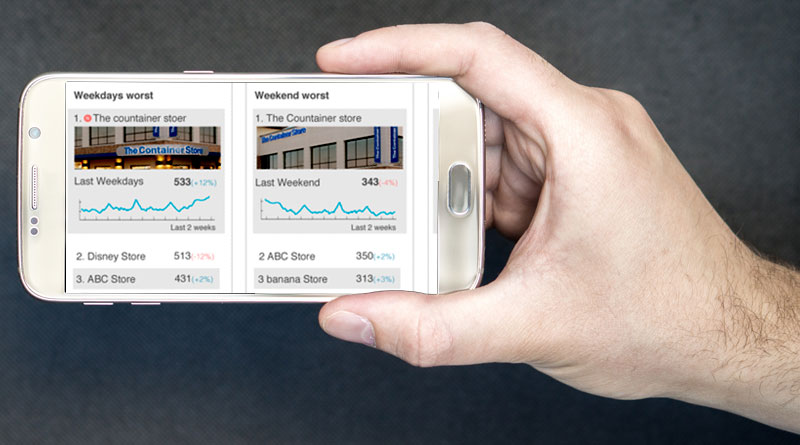 Weekdays worst
1. The countainer stoer
The Container Store
Last Weekdays 533(+12%)
Last 2 weeks
2. Disney Store 513(-12%)
3. ABC Store 431(+2%)
Weekend worst
1. The Countainer store
The Container Store
The Container
Last Weekend 343(-4%)
Last 2 weeks
2 ABC Store 350(+2%)
3 banana Store 313(+3%)